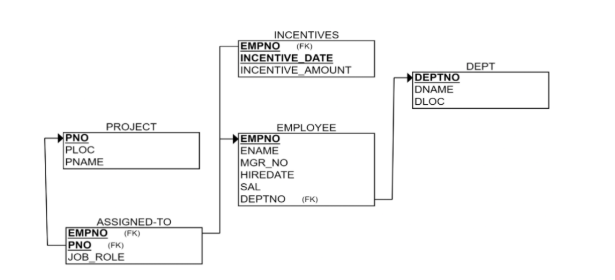 INCENTIVES
EMPNO (FK)
INCENTIVE_DATE
INCENTIVE_AMOUNT
DEPT
DEPTNO
DNAME
DLOC
PROJECT
PNO
PLOC
PNAME
EMPLOYEE
EMPNO
ENAME
MGR_NO
HIREDATE
SAL
DEPTNO (FK)
ASSIGNED-TO
EMPNO (FK)
PNO (FK)
JOB_ROLE